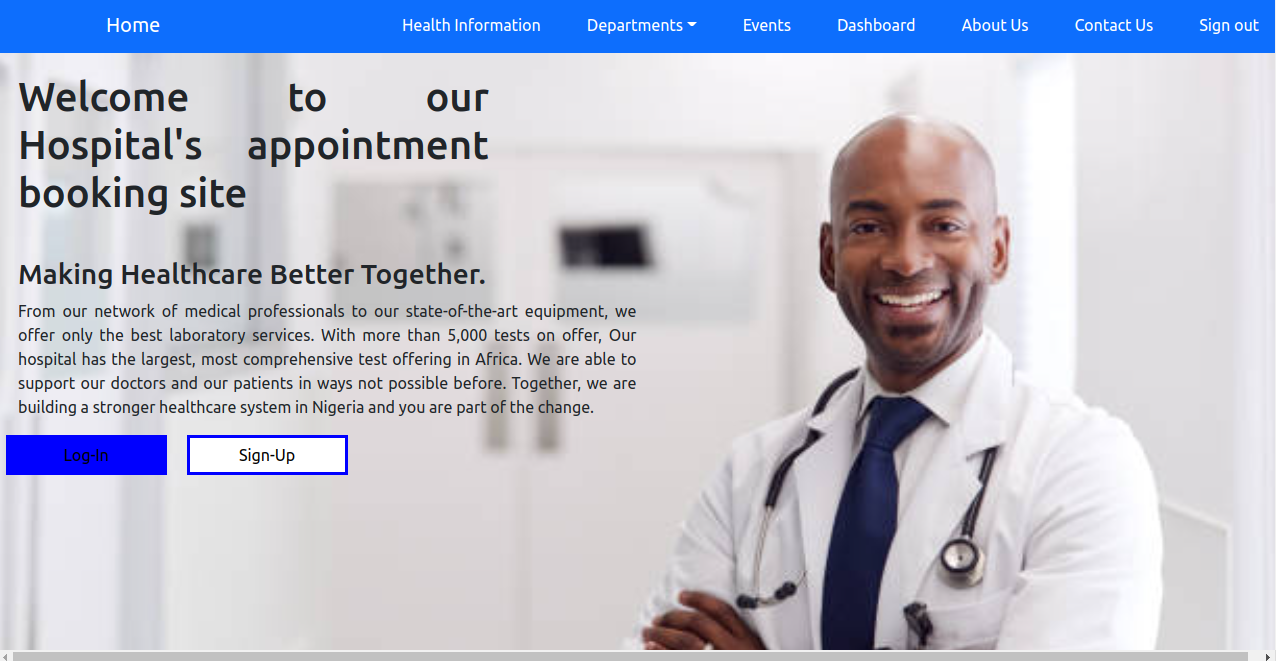 Home Health Information Departments Events Dashboard About Us Contact Us Sign out
Welcome to our
Hospital's appointment
booking site
Making Healthcare Better Together.
From our network of medical professionals to our state-of-the-art equipment, we
offer only the best laboratory services. With more than 5,000 tests on offer, Our
hospital has the largest, most comprehensive test offering in Africa. We are able to
support our doctors and our patients in ways not possible before. Together, we are
building a stronger healthcare system in Nigeria and you are part of the change.
Log-In Sign-Up